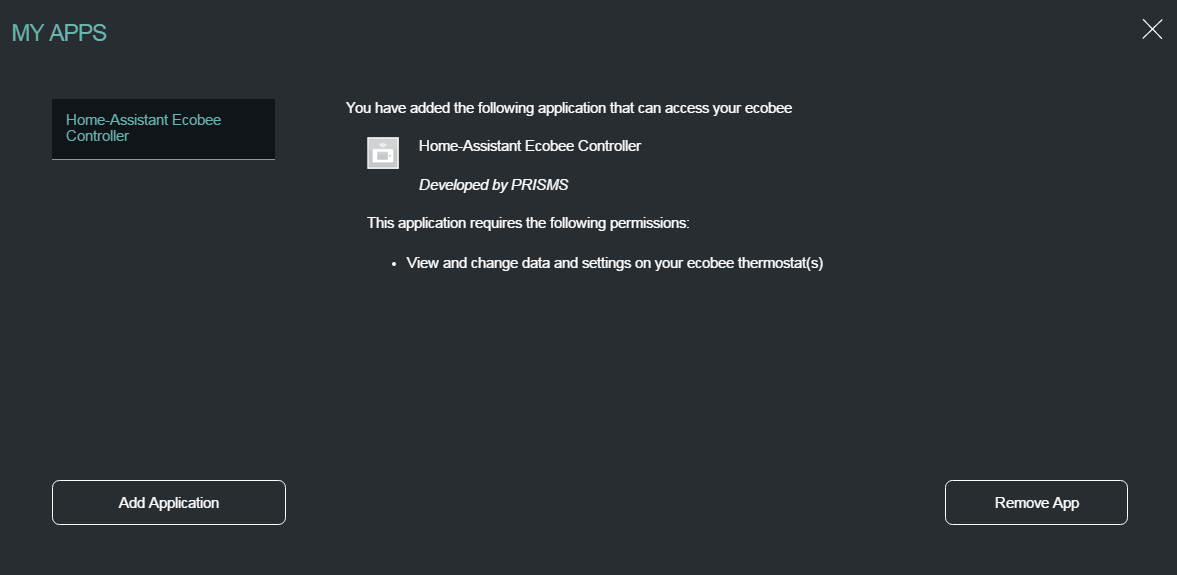 MY APPS
Home-Assistant Ecobee
Controller
You have added the following application that can access your ecobee
Home-Assistant Ecobee Controller
Developed by PRISMS
This application requires the following permissions:
• View and change data and settings on your ecobee thermostat(s)
Add Application
Remove App